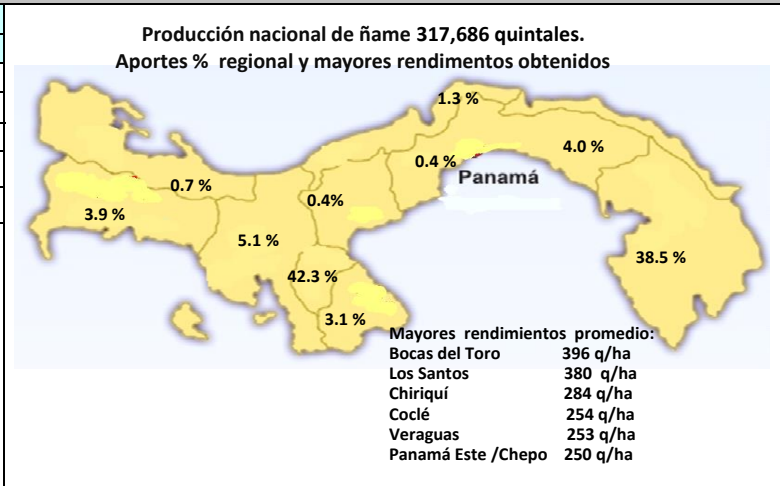 Producción nacional de ñame 317,686 quintales.
Aportes % regional y mayores rendimientos obtenidos
1.3 %
4.0 %
0.4 %
Panamá
0.7 %
0.4%
3.9 %
5.1 %
38.5 %
42.3 %
3.1 %
Mayores rendimientos promedio:
Bocas del Toro 396 q/ha
Los Santos 380 q/ha
Chiriquí 284 q/ha
Coclé 254 q/ha
Veraguas 253 q/ha
Panamá Este /Chepo 250 q/ha